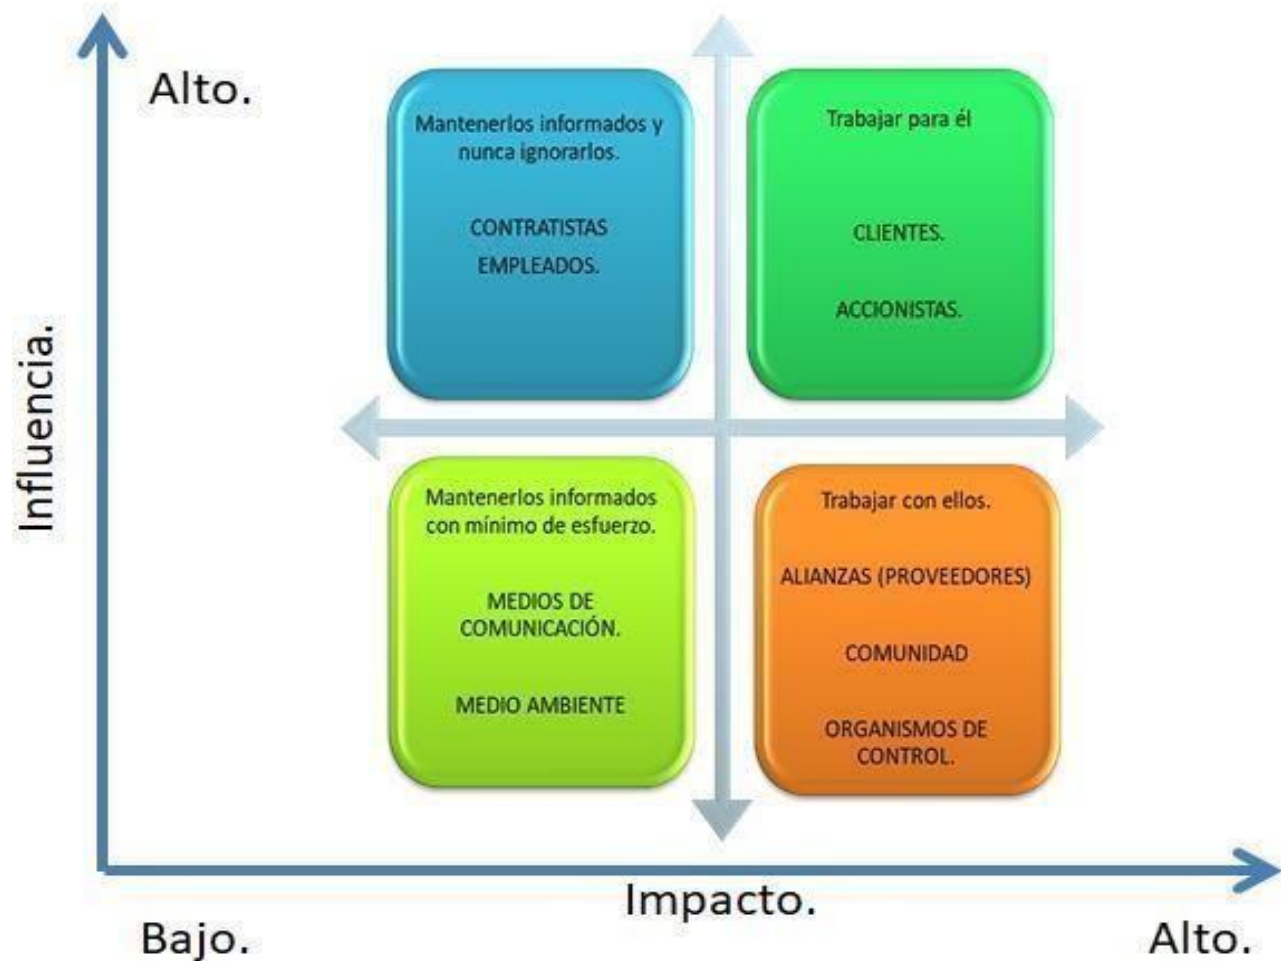 Alto.
Mantenerlos informados y
nunca ignorarlos.
CONTRATISTAS
EMPLEADOS.
Trabajar para él
CLIENTES.
ACCIONISTAS.
Influencia.
Mantenerlos informados
con mínimo de esfuerzo.
MEDIOS DE
COMUNICACIÓN.
MEDIO AMBIENTE
Trabajar con ellos.
ALIANZAS (PROVEEDORES)
COMUNIDAD
ORGANISMOS DE
CONTROL.
Impacto.
Bajo.
Alto.